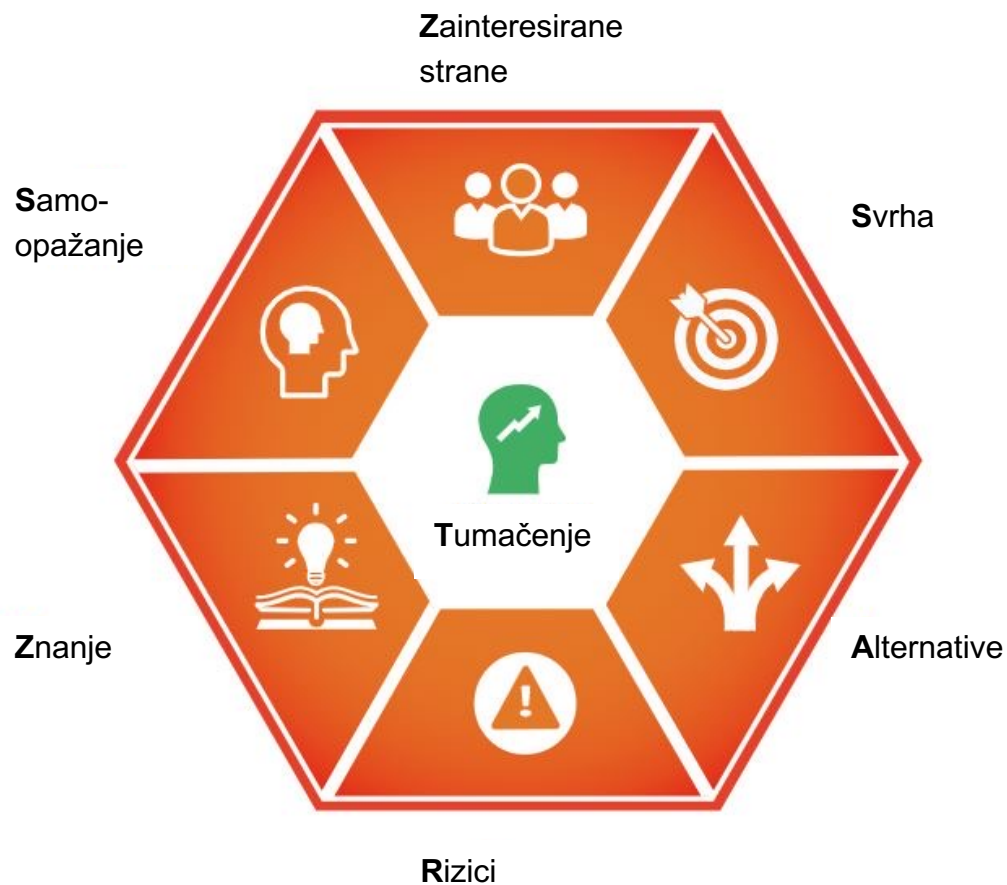 Zainteresirane
strane
Samo-
opažanje
Svrha
Tumačenje
Znanje
Alternative
Rizici